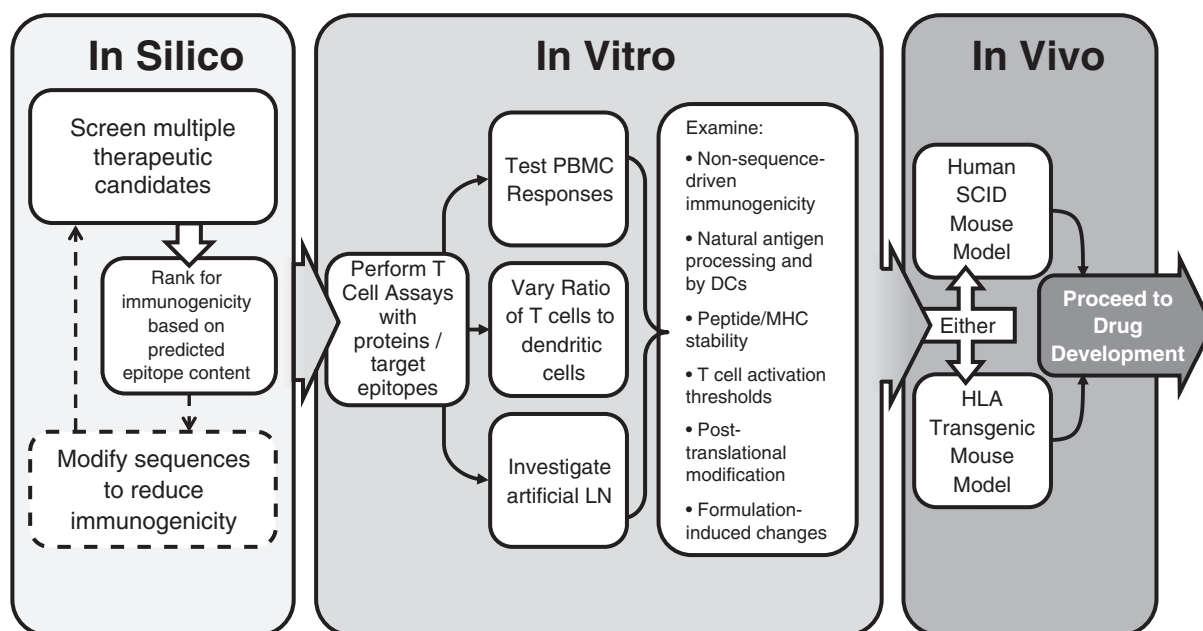 In Silico
Screen multiple
therapeutic
candidates
Rank for
immunogenicity
based on
predicted
epitope content
Modify sequences
to reduce
immunogenicity
In Vitro
Perform T
Cell Assays
with
proteins /
target
epitopes
Test PBMC
Responses
Vary Ratio
of T cells to
dendritic
cells
Investigate
artificial LN
Examine:
• Non-sequence-
driven
immunogenicity
• Natural antigen
processing and
by DCs
• Peptide/MHC
stability
• T cell activation
thresholds
• Post-
translational
modification
• Formulation-
induced changes
In Vivo
Human
SCID
Mouse
Model
Either
HLA
Transgenic
Mouse
Model
Proceed to
Drug
Development